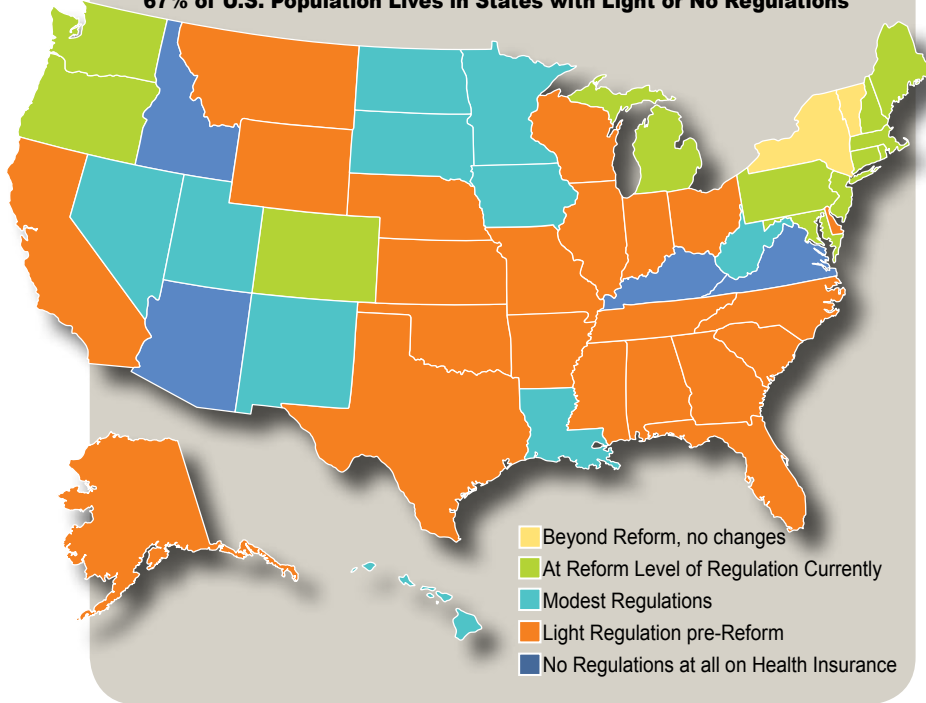 67% of U.S. Population Lives in States with Light or No Regulations
Beyond Reform, no changes
At Reform Level of Regulation Currently
Modest Regulations
Light Regulation pre-Reform
No Regulations at all on Health Insurance